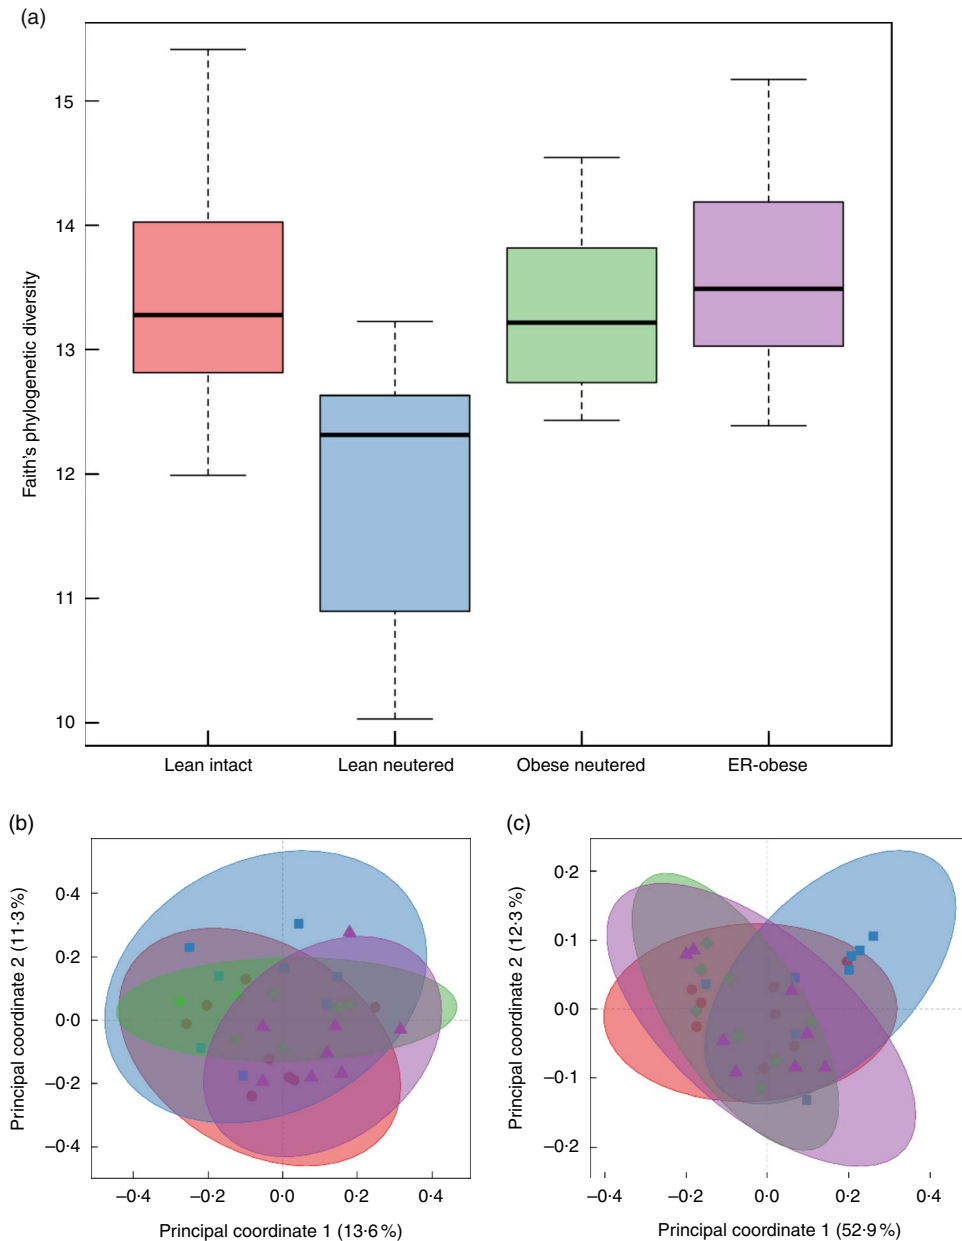 (a)
Faith's phylogenetic diversity
15
14
13
12
11
10
Lean intact
Lean neutered
Obese neutered
ER-obese
(b)
Principal coordinate 2 (11·3 %)
0·4
0·2
0·0
–0·2
–0·4
–0·4
–0·2
0·0
0·2
0·4
Principal coordinate 1 (13·6 %)
(c)
Principal coordinate 2 (12·3 %)
0·2
0·1
0·0
–0·1
–0·2
–0·4
–0·2
0·0
0·2
0·4
Principal coordinate 1 (52·9 %)